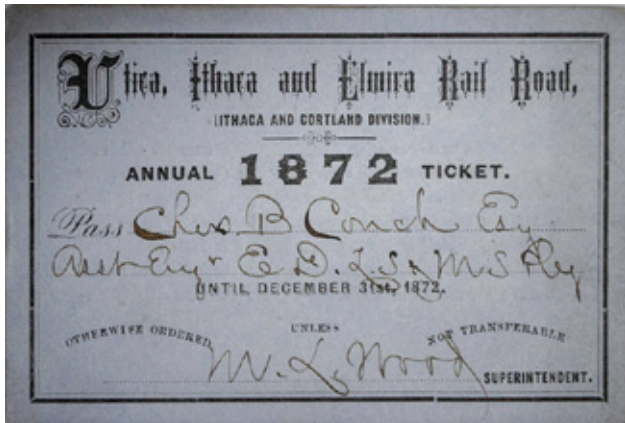 Utica, Ithaca and Elmira Rail Road,
(ITHACA AND CORTLAND DIVISION.)
ANNUAL 1872 TICKET.
Pass Chas. B Couch Esq
Asst Engr E. D. L. S & M S Ry
UNTIL DECEMBER 31st, 1872.
OTHERWISE ORDERED UNLESS NOT TRANSFERABLE
M. L. Wood SUPERINTENDENT.